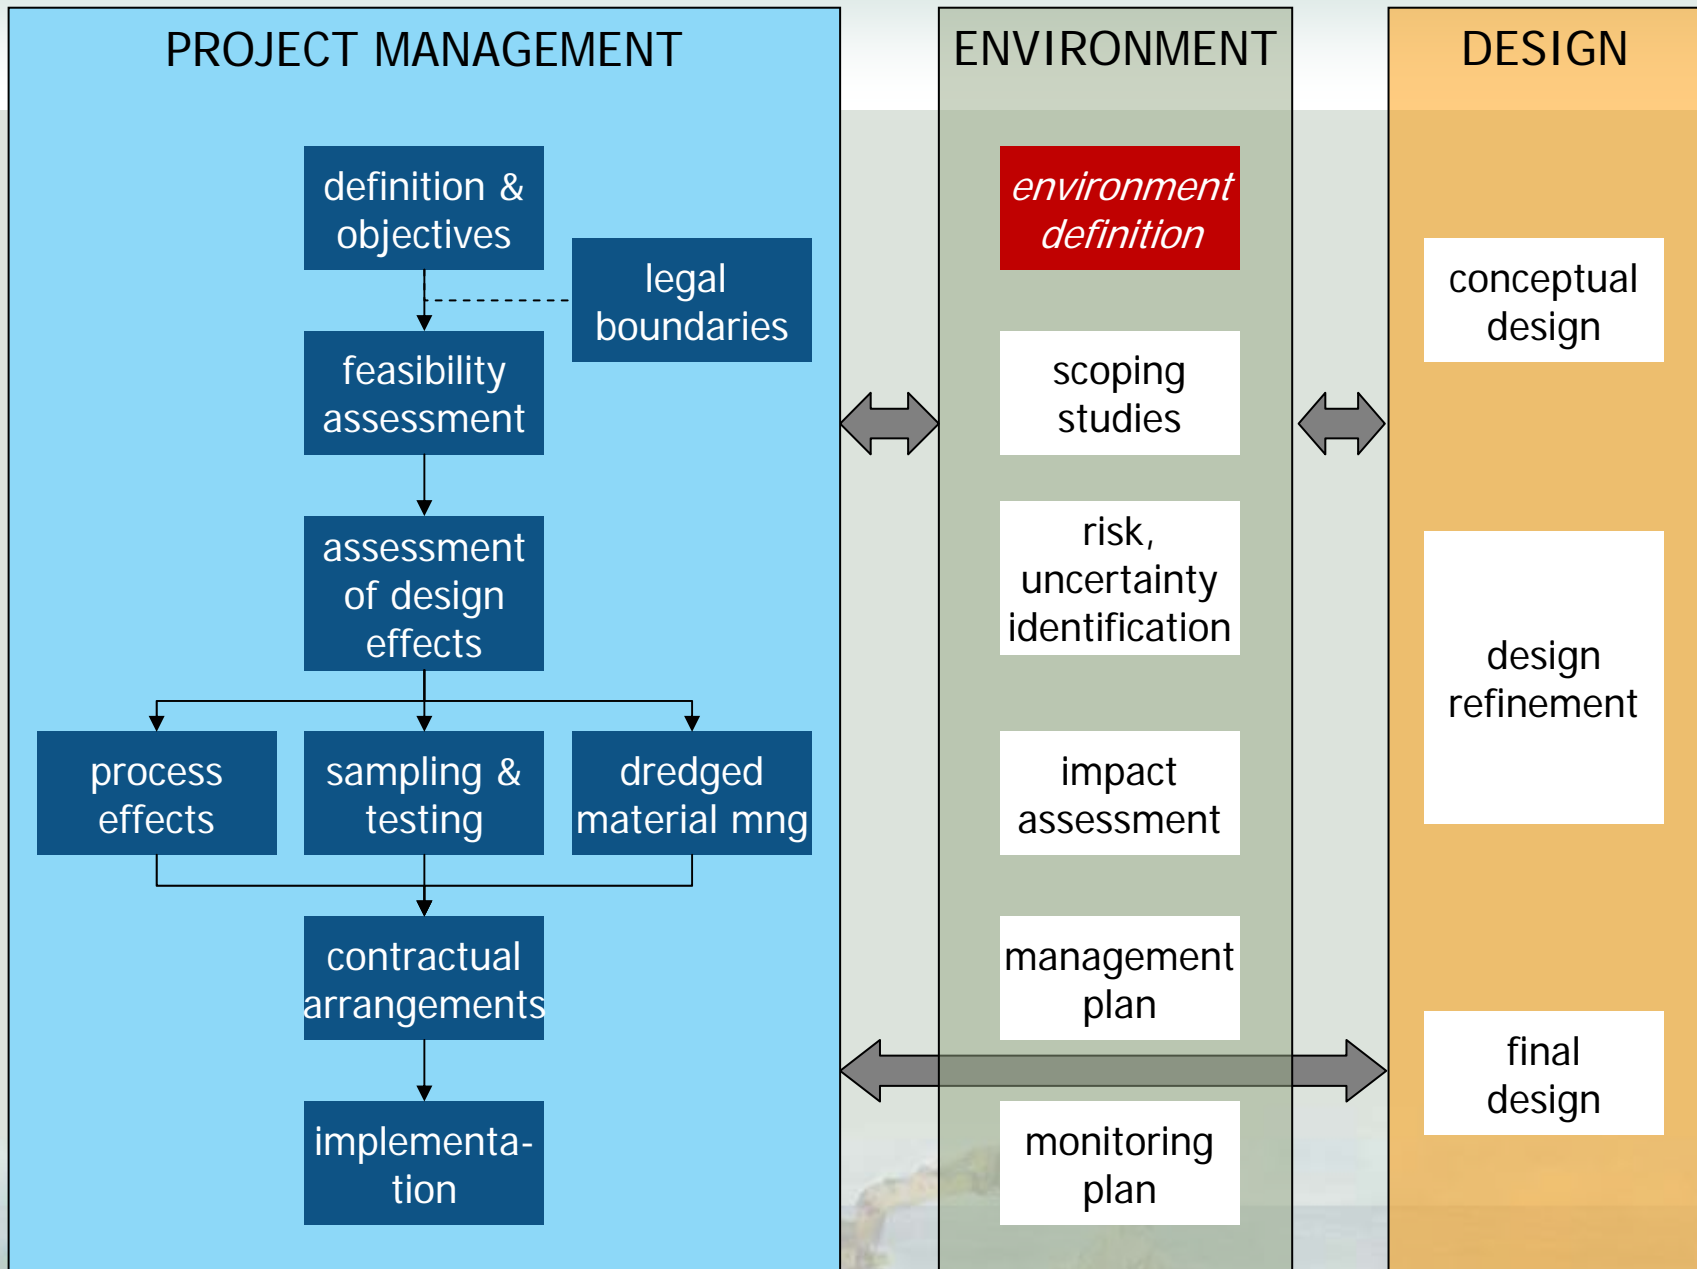 PROJECT MANAGEMENT
definition &
objectives
legal
boundaries
feasibility
assessment
assessment
of design
effects
process
effects
sampling &
testing
dredged
material mng
contractual
arrangements
implementa-
tion
ENVIRONMENT
environment
definition
scoping
studies
risk,
uncertainty
identification
impact
assessment
management
plan
monitoring
plan
DESIGN
conceptual
design
design
refinement
final
design